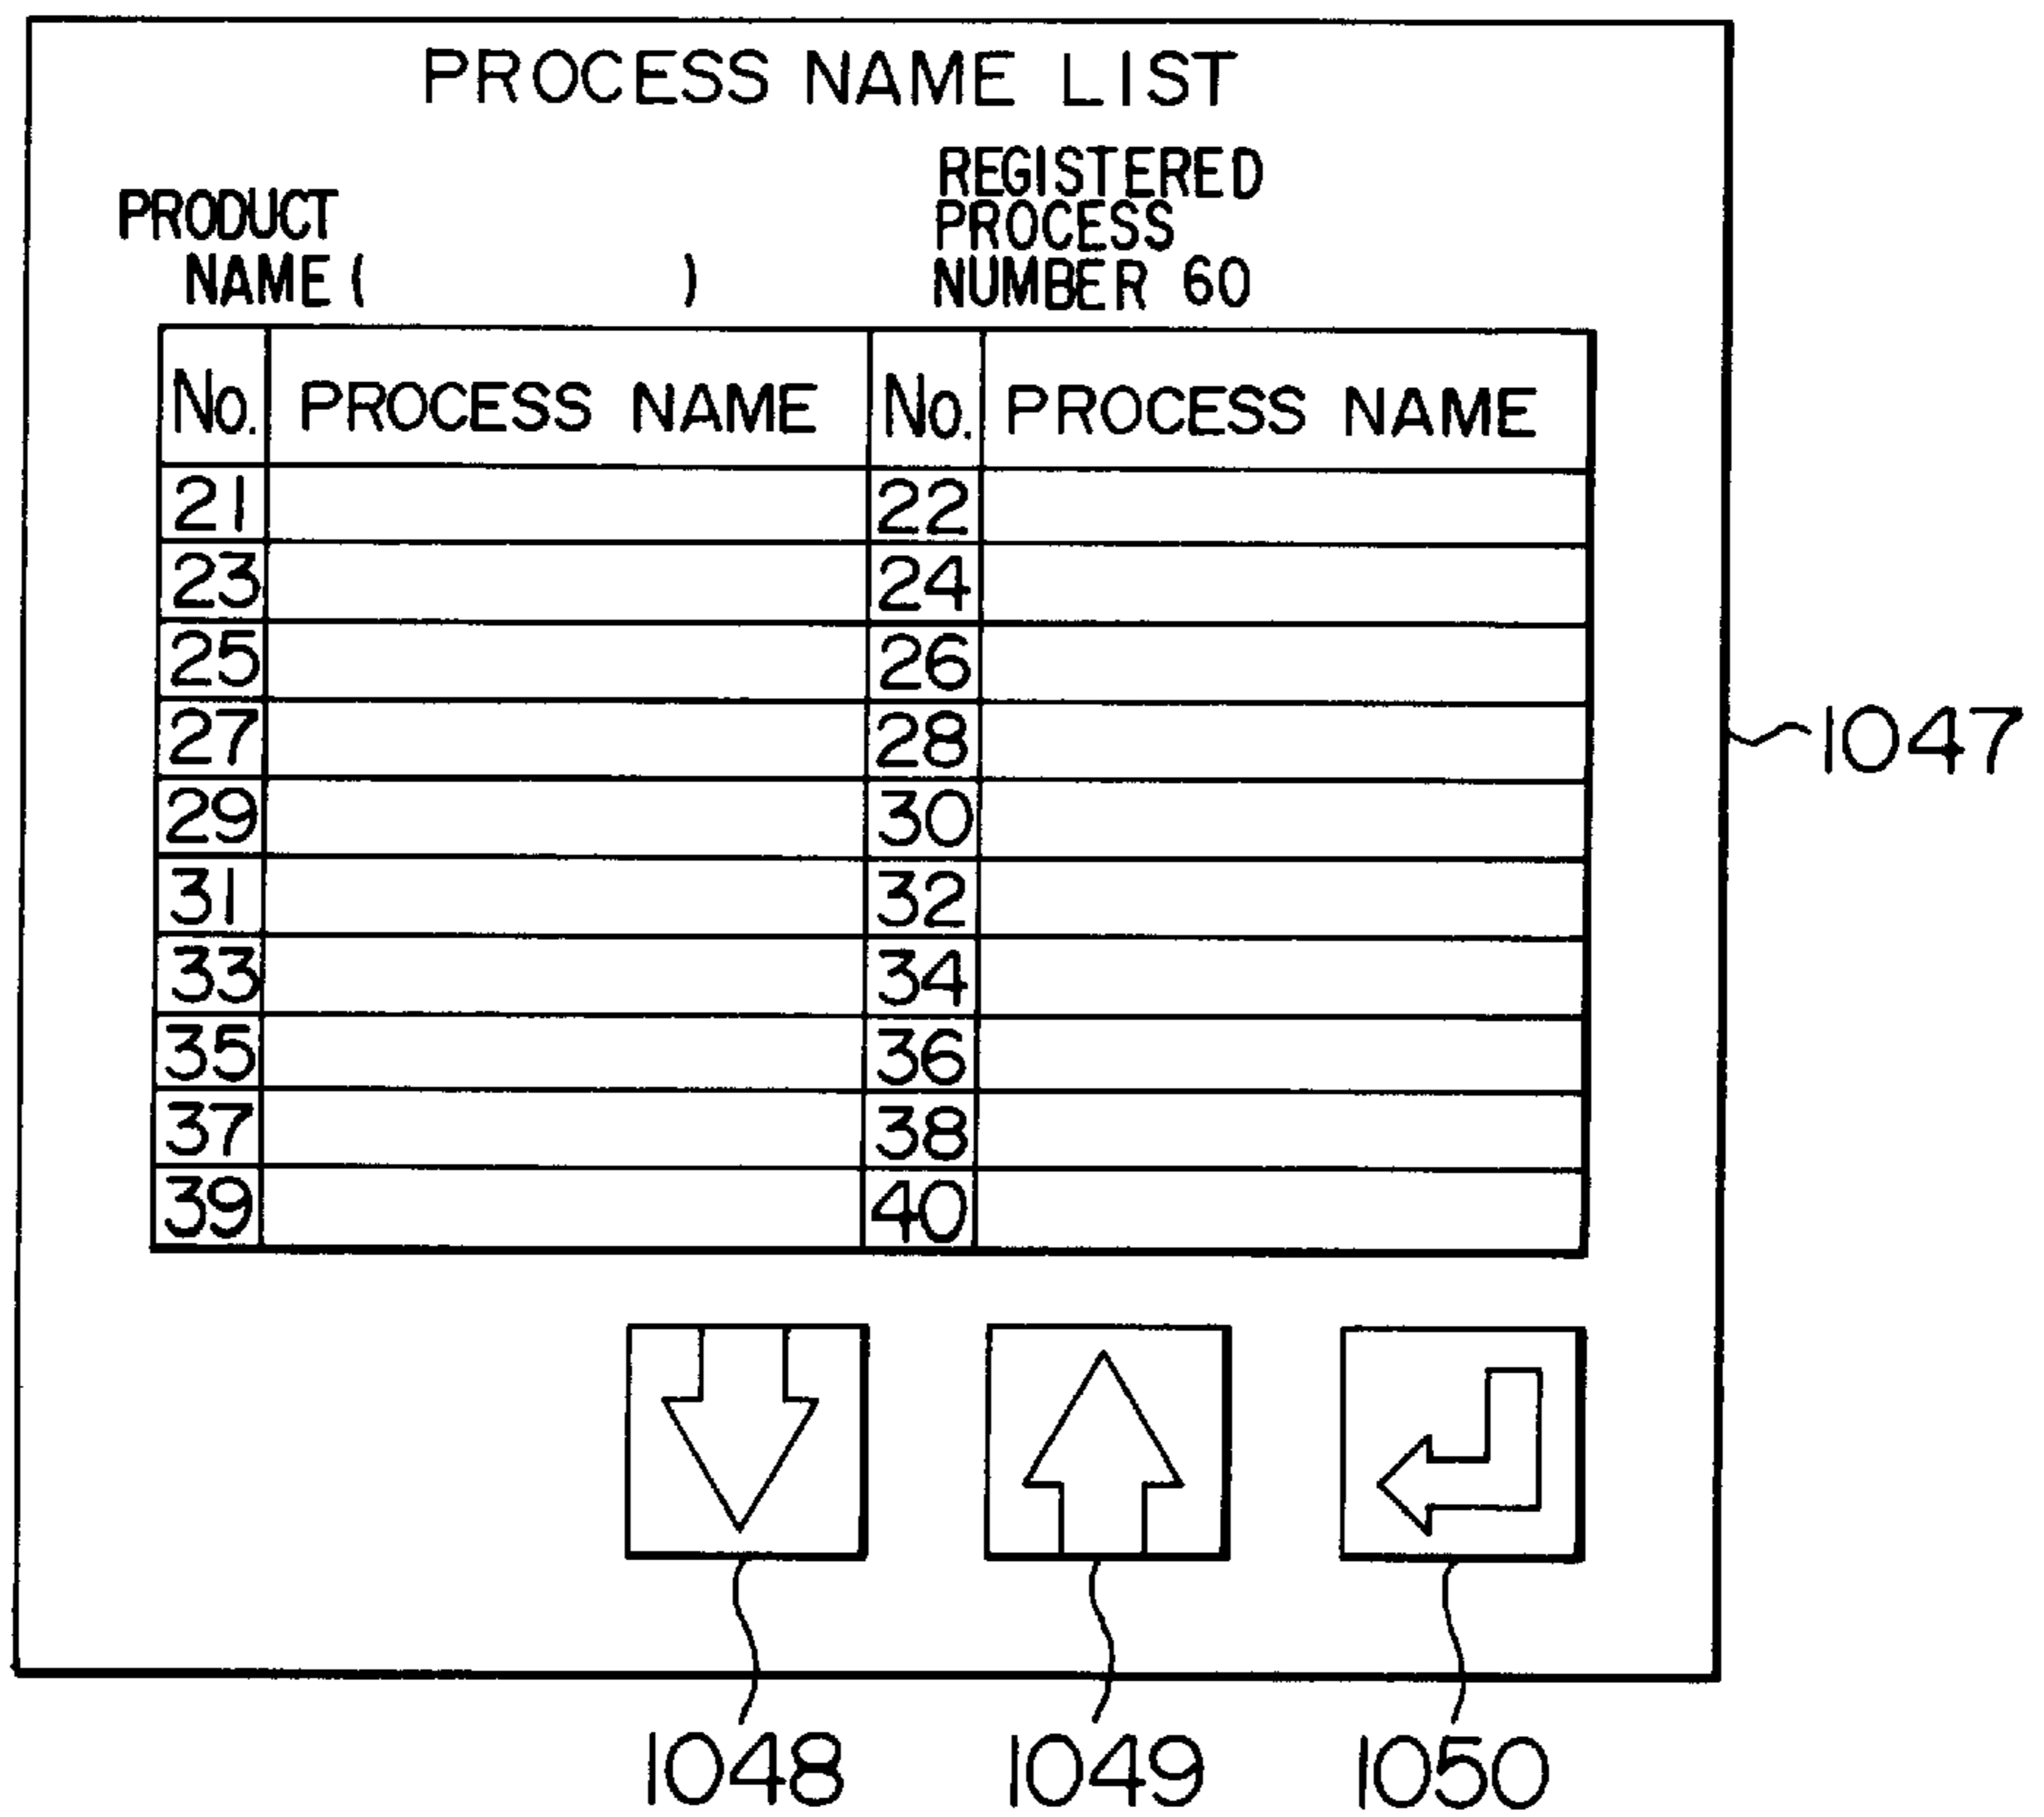 PROCESS NAME LIST
PRODUCT
NAME ( )
REGISTERED
PROCESS
NUMBER 60
No. PROCESS NAME No. PROCESS NAME
21 22
23 24
25 26
27 28
29 30
31 32
33 34
35 36
37 38
39 40
1047
1048 1049 1050